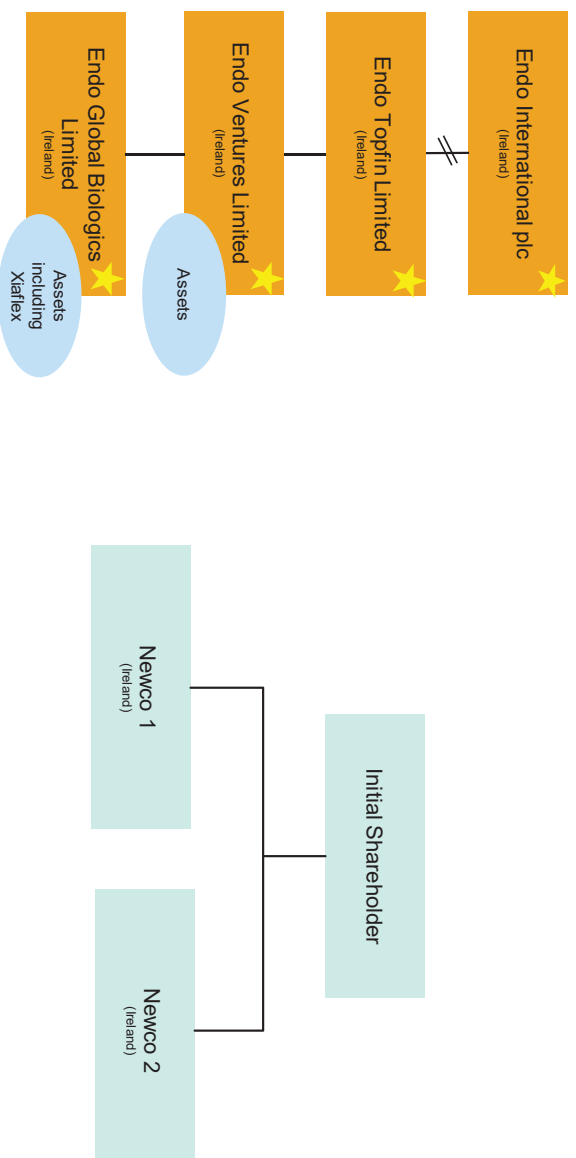 Endo International plc
(Ireland)
Endo Topfin Limited
(Ireland)
Endo Ventures Limited
(Ireland)
Assets
Endo Global Biologics
Limited
(Ireland)
Assets
including
Xiaflex
Initial Shareholder
Newco 1
(Ireland)
Newco 2
(Ireland)